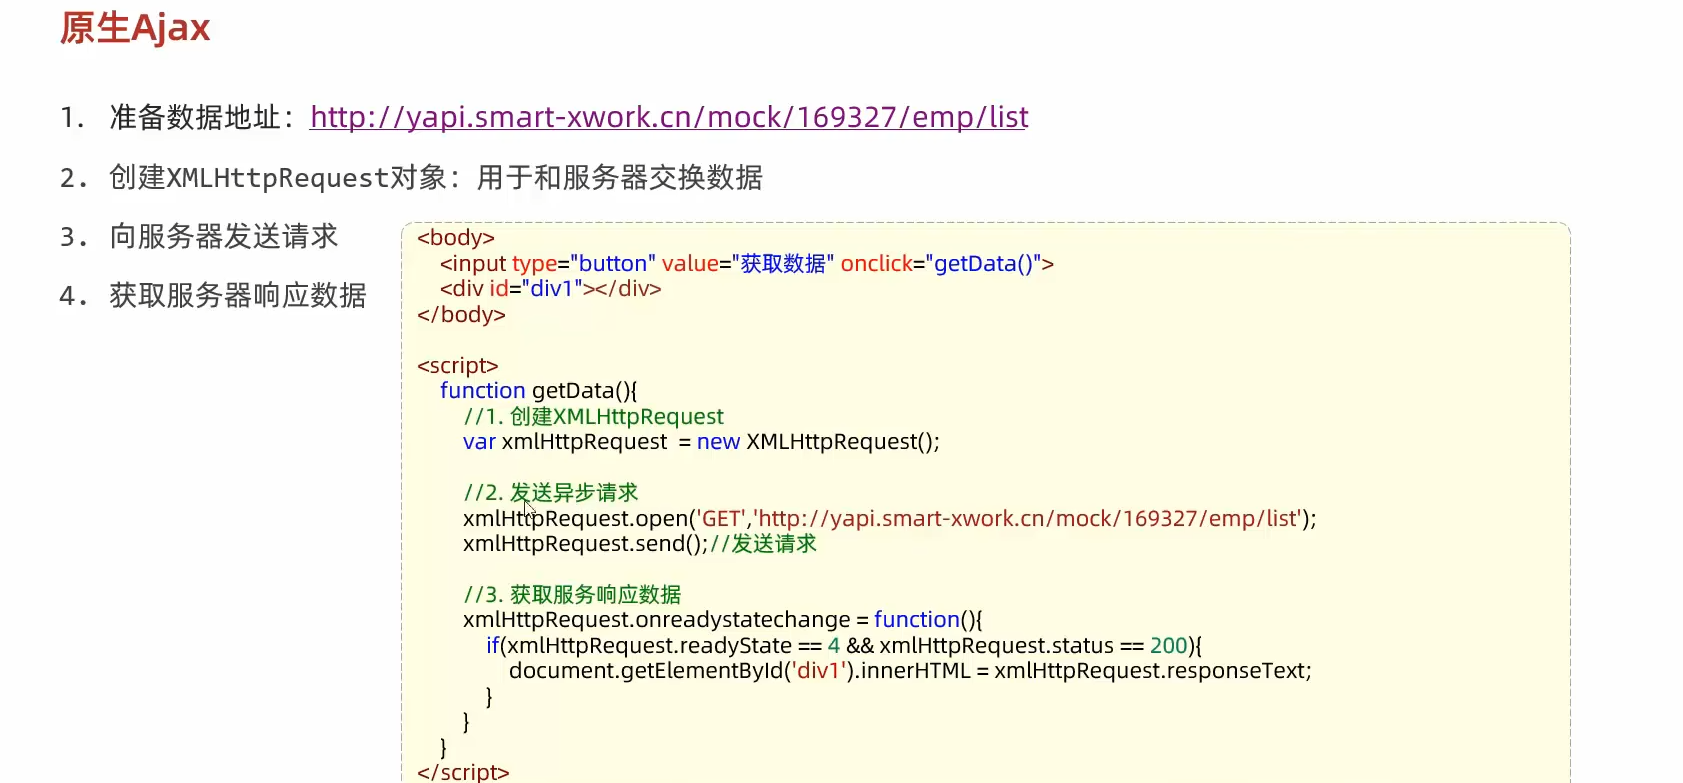 原生Ajax
1. 准备数据地址：http://yapi.smart-xwork.cn/mock/169327/emp/list
2. 创建XMLHttpRequest对象：用于和服务器交换数据
3. 向服务器发送请求
4. 获取服务器响应数据
<body>
<input type="button" value="获取数据" onclick="getData()">
<div id="div1"></div>
</body>
<script>
function getData(){
//1. 创建XMLHttpRequest
var xmlHttpRequest = new XMLHttpRequest();
//2. 发送异步请求
xmlHttpRequest.open('GET','http://yapi.smart-xwork.cn/mock/169327/emp/list');
xmlHttpRequest.send();//发送请求
//3. 获取服务响应数据
xmlHttpRequest.onreadystatechange = function(){
if(xmlHttpRequest.readyState == 4 && xmlHttpRequest.status == 200){
document.getElementById('div1').innerHTML = xmlHttpRequest.responseText;
}
}
}
</script>